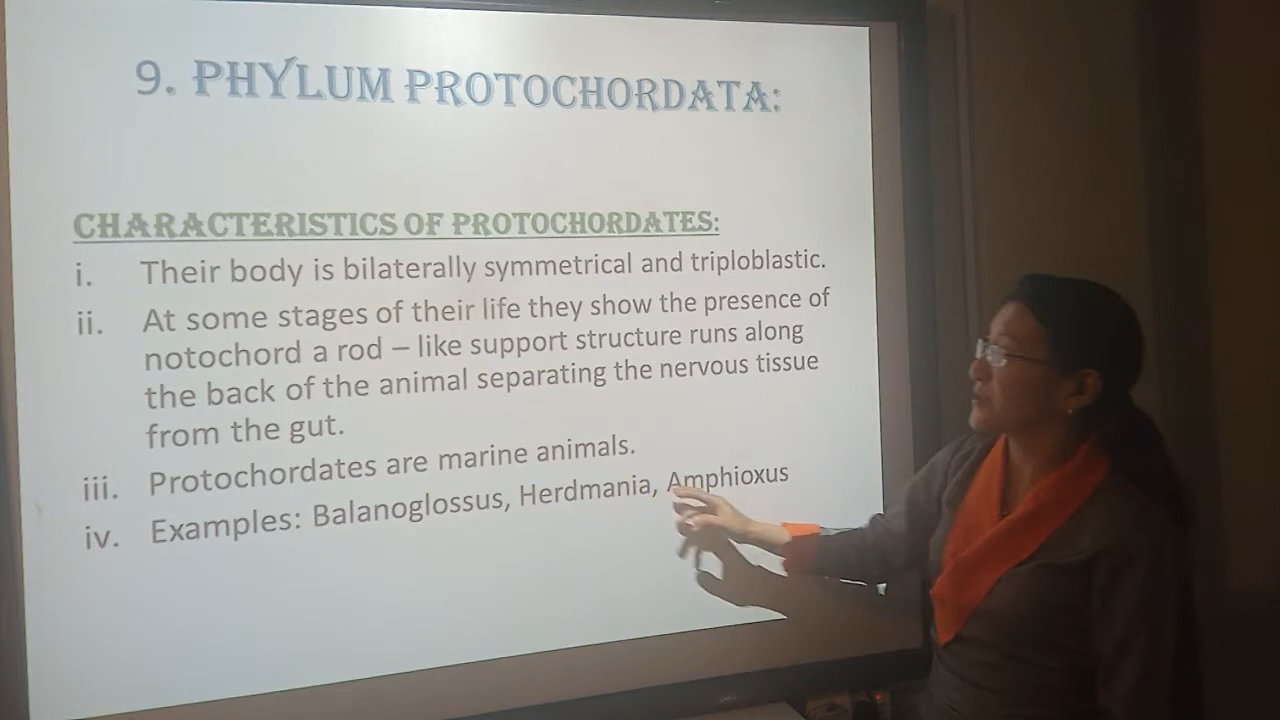 9. PHYLUM PROTOCHORDATA:
CHARACTERISTICS OF PROTOCHORDATES:
i. Their body is bilaterally symmetrical and triploblastic.
ii. At some stages of their life they show the presence of
notochord a rod – like support structure runs along
the back of the animal separating the nervous tissue
from the gut.
iii. Protochordates are marine animals.
iv. Examples: Balanoglossus, Herdmania, Amphioxus